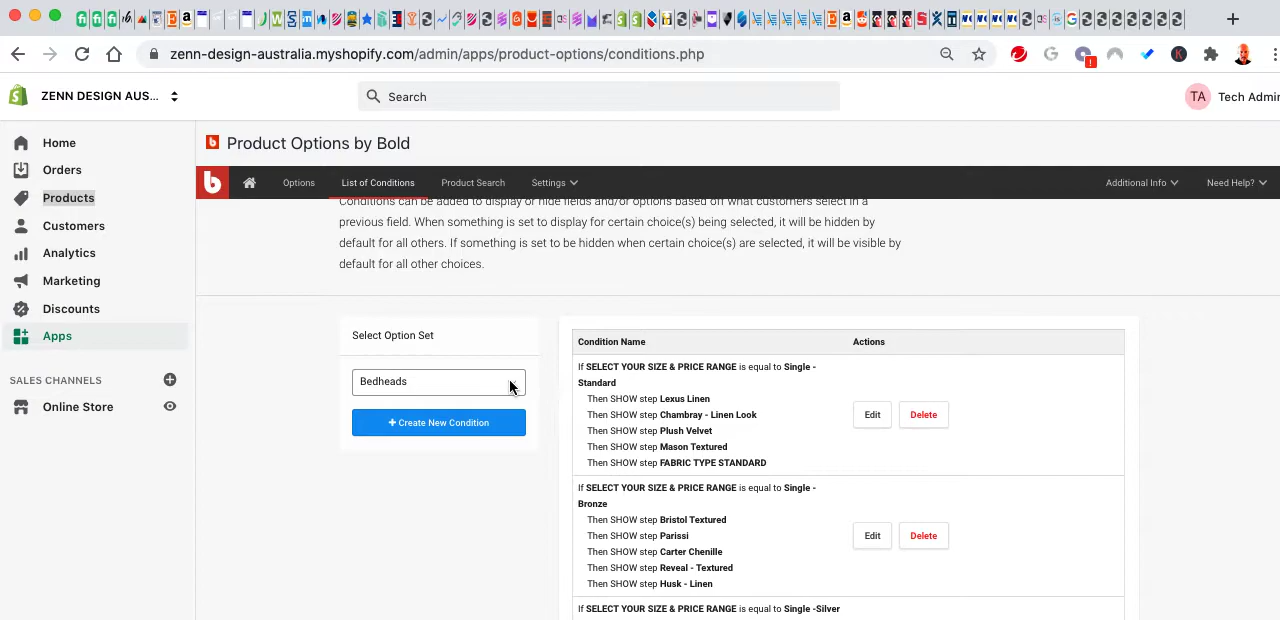 zenn-design-australia.myshopify.com/admin/apps/product-options/conditions.php
ZENN DESIGN AUS...
Search
TA Tech Admin
Home
Orders
Products
Customers
Analytics
Marketing
Discounts
Apps
SALES CHANNELS
Online Store
Product Options by Bold
Options List of Conditions Product Search Settings Additional Info Need Help?
Conditions can be added to display or hide fields and/or options based off what customers select in a
previous field. When something is set to display for certain choice(s) being selected, it will be hidden by
default for all others. If something is set to be hidden when certain choice(s) are selected, it will be visible by
default for all other choices.
Select Option Set
Bedheads
+ Create New Condition
Condition Name Actions
If SELECT YOUR SIZE & PRICE RANGE is equal to Single -
Standard
Then SHOW step Lexus Linen
Then SHOW step Chambray - Linen Look
Then SHOW step Plush Velvet
Then SHOW step Mason Textured
Then SHOW step FABRIC TYPE STANDARD
Edit Delete
If SELECT YOUR SIZE & PRICE RANGE is equal to Single -
Bronze
Then SHOW step Bristol Textured
Then SHOW step Parissi
Then SHOW step Carter Chenille
Then SHOW step Reveal - Textured
Then SHOW step Husk - Linen
Edit Delete
If SELECT YOUR SIZE & PRICE RANGE is equal to Single -Silver